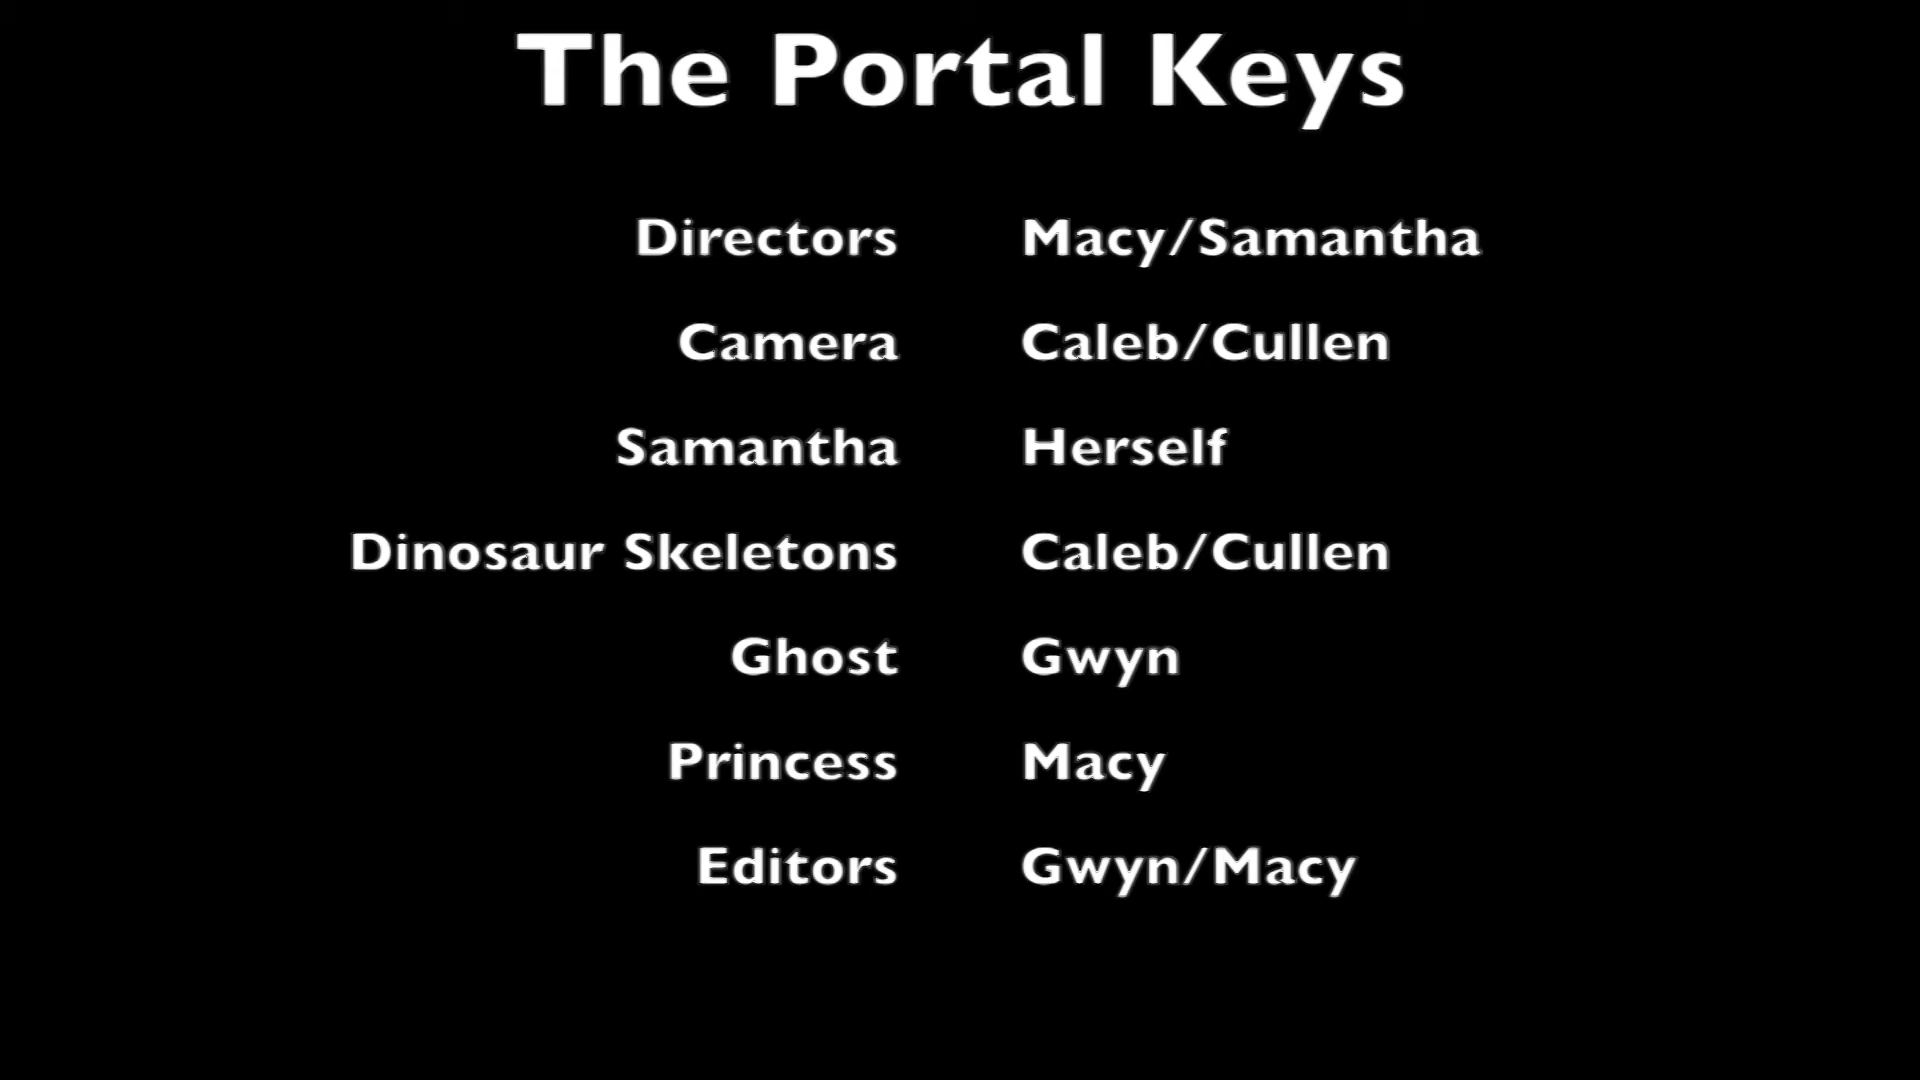 The Portal Keys
Directors Macy/Samantha
Camera Caleb/Cullen
Samantha Herself
Dinosaur Skeletons Caleb/Cullen
Ghost Gwyn
Princess Macy
Editors Gwyn/Macy